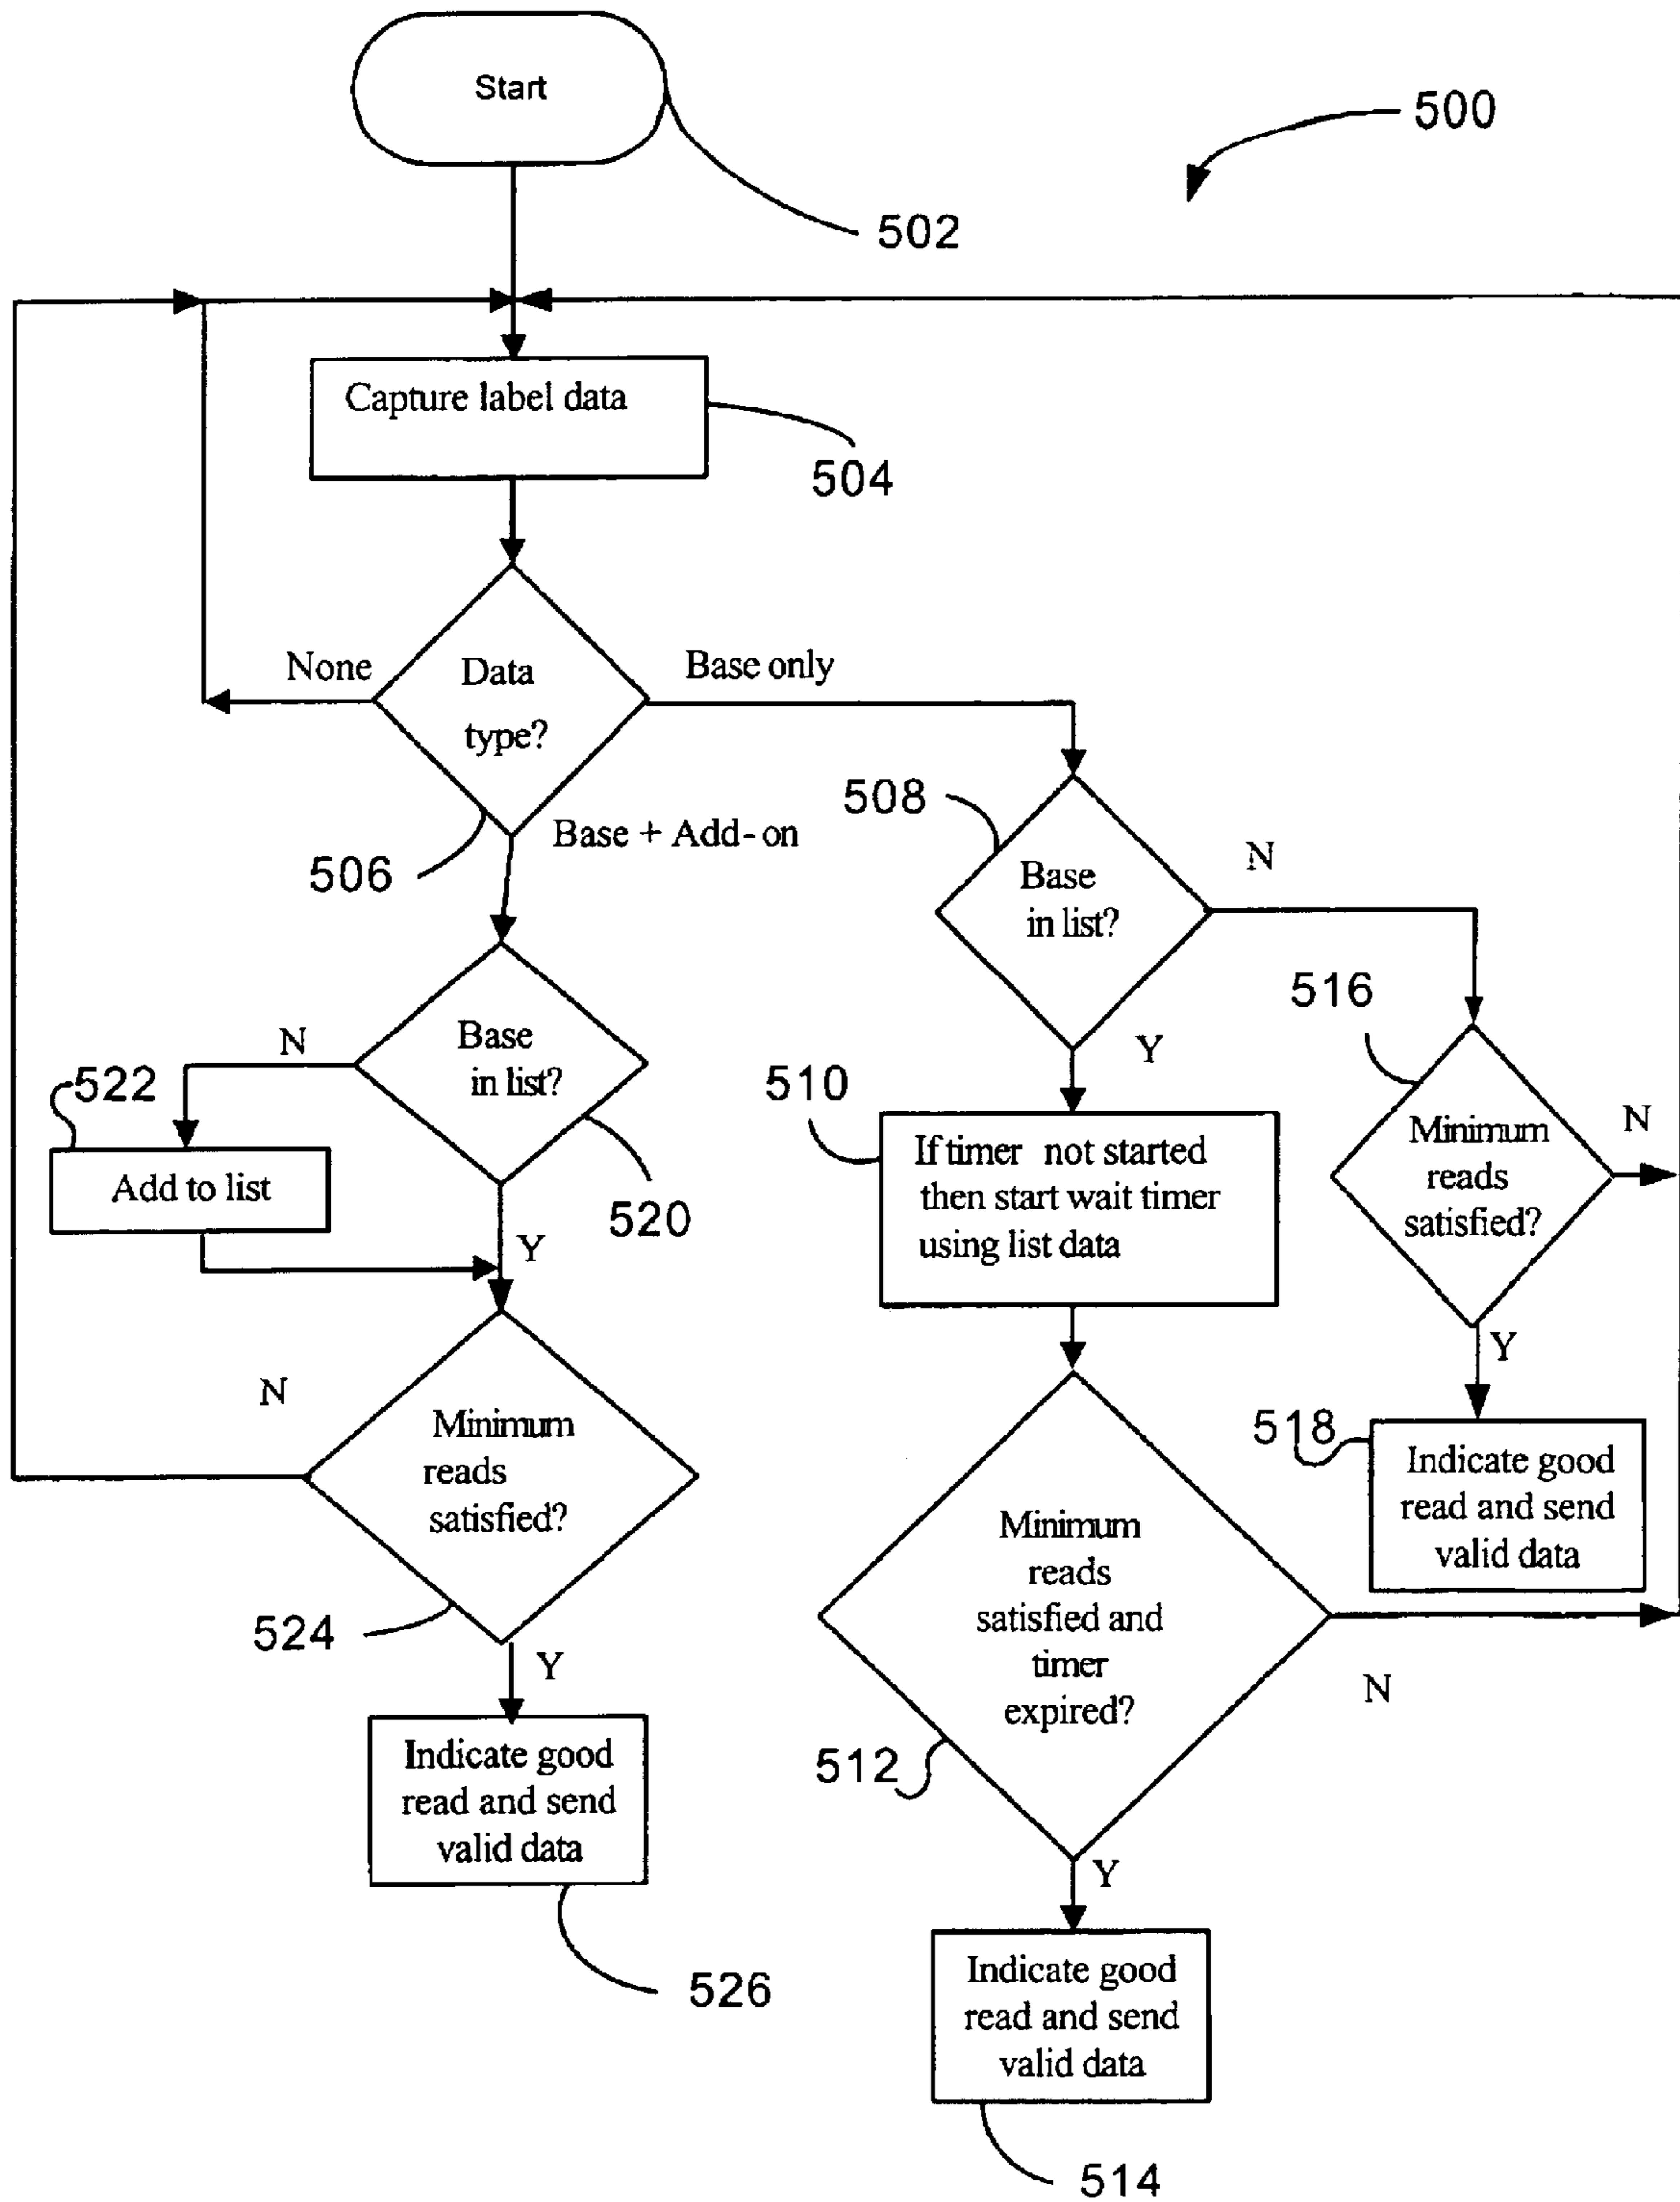 Start
500
502
Capture label data
504
None
Data
type?
Base only
506
Base + Add-on
508
Base
in list?
N
516
Base
in list?
N
522
Add to list
520
Y
Y
510
If timer not started
then start wait timer
using list data
Minimum
reads
satisfied?
N
Y
518
Indicate good
read and send
valid data
N
Minimum
reads
satisfied?
524
Y
Minimum
reads
satisfied and
timer
expired?
N
512
Y
Indicate good
read and send
valid data
526
Indicate good
read and send
valid data
514